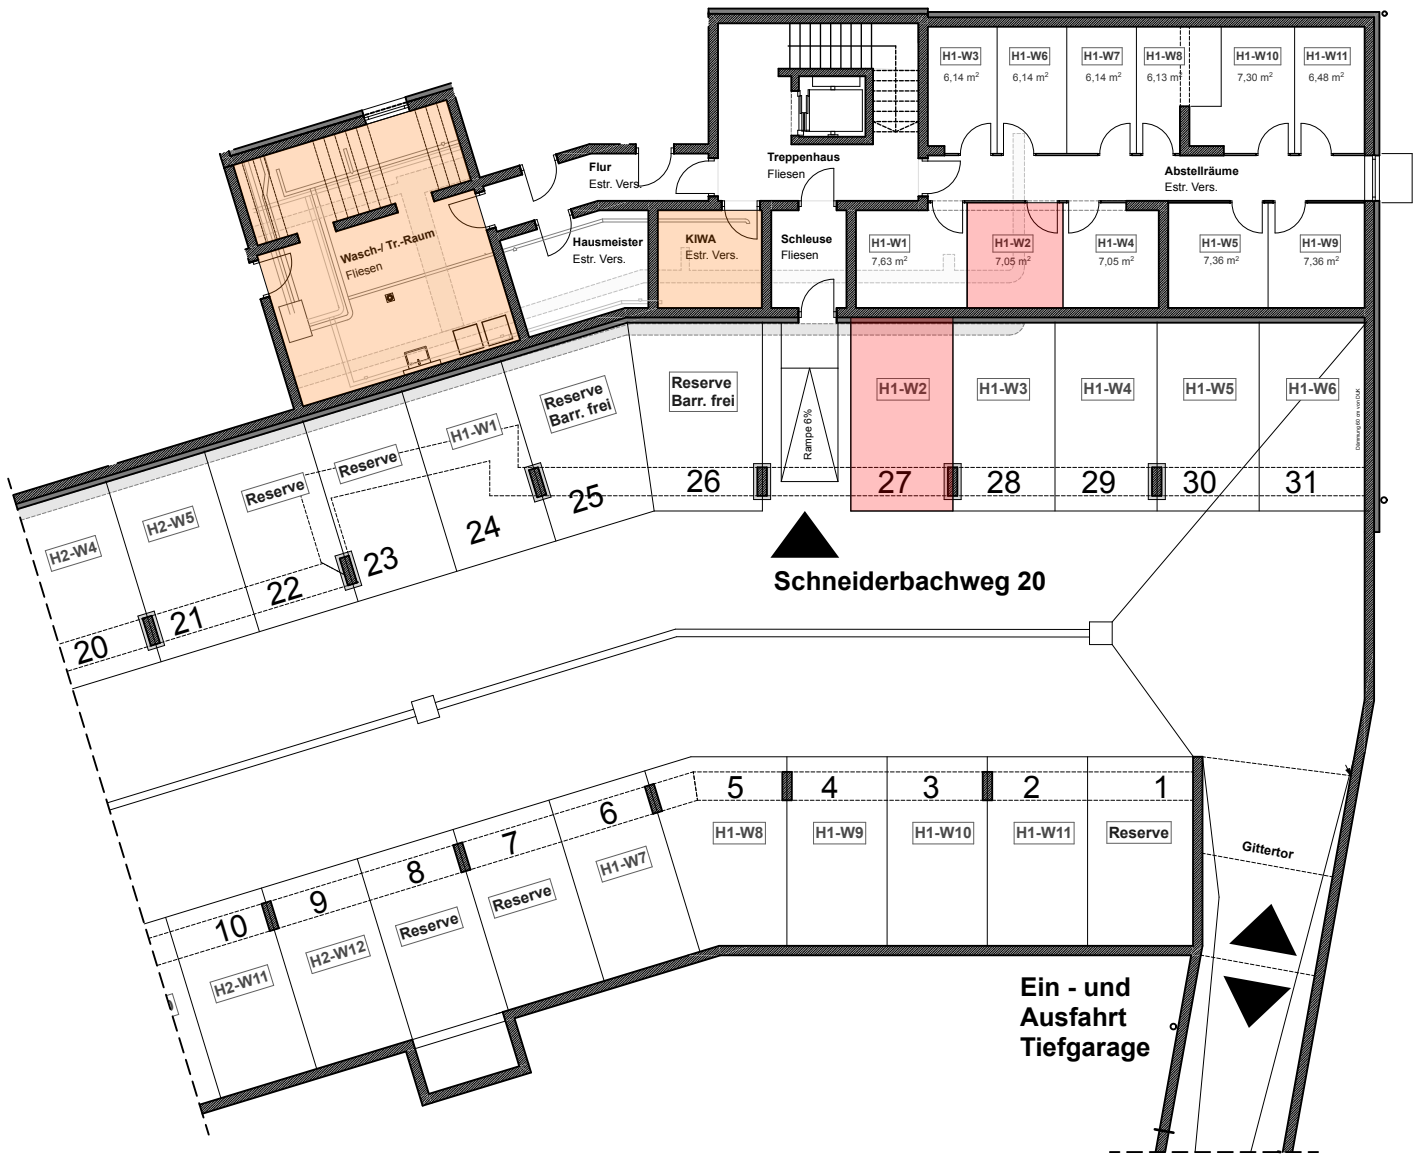 H1-W3
6,14 m²
H1-W6
6,14 m²
H1-W7
6,14 m²
H1-W8
6,13 m²
H1-W10
7,30 m²
H1-W11
6,48 m²
Flur
Estr. Vers.
Treppenhaus
Fliesen
Abstellräume
Estr. Vers.
Wasch-/ Tr.-Raum
Fliesen
Hausmeister
Estr. Vers.
KIWA
Estr. Vers.
Schleuse
Fliesen
H1-W1
7,63 m²
H1-W2
7,05 m²
H1-W4
7,05 m²
H1-W5
7,36 m²
H1-W9
7,36 m²
H2-W4
20
H2-W5
21
Reserve
22
Reserve
23
H1-W1
24
Reserve
Barr. frei
25
Reserve
Barr. frei
26
Rampe 6%
H1-W2
27
H1-W3
28
H1-W4
29
H1-W5
30
H1-W6
31
Schneiderbachweg 20
10
H2-W11
9
H2-W12
8
Reserve
7
Reserve
6
H1-W7
5
H1-W8
4
H1-W9
3
H1-W10
2
H1-W11
1
Reserve
Gittertor
Ein - und
Ausfahrt
Tiefgarage